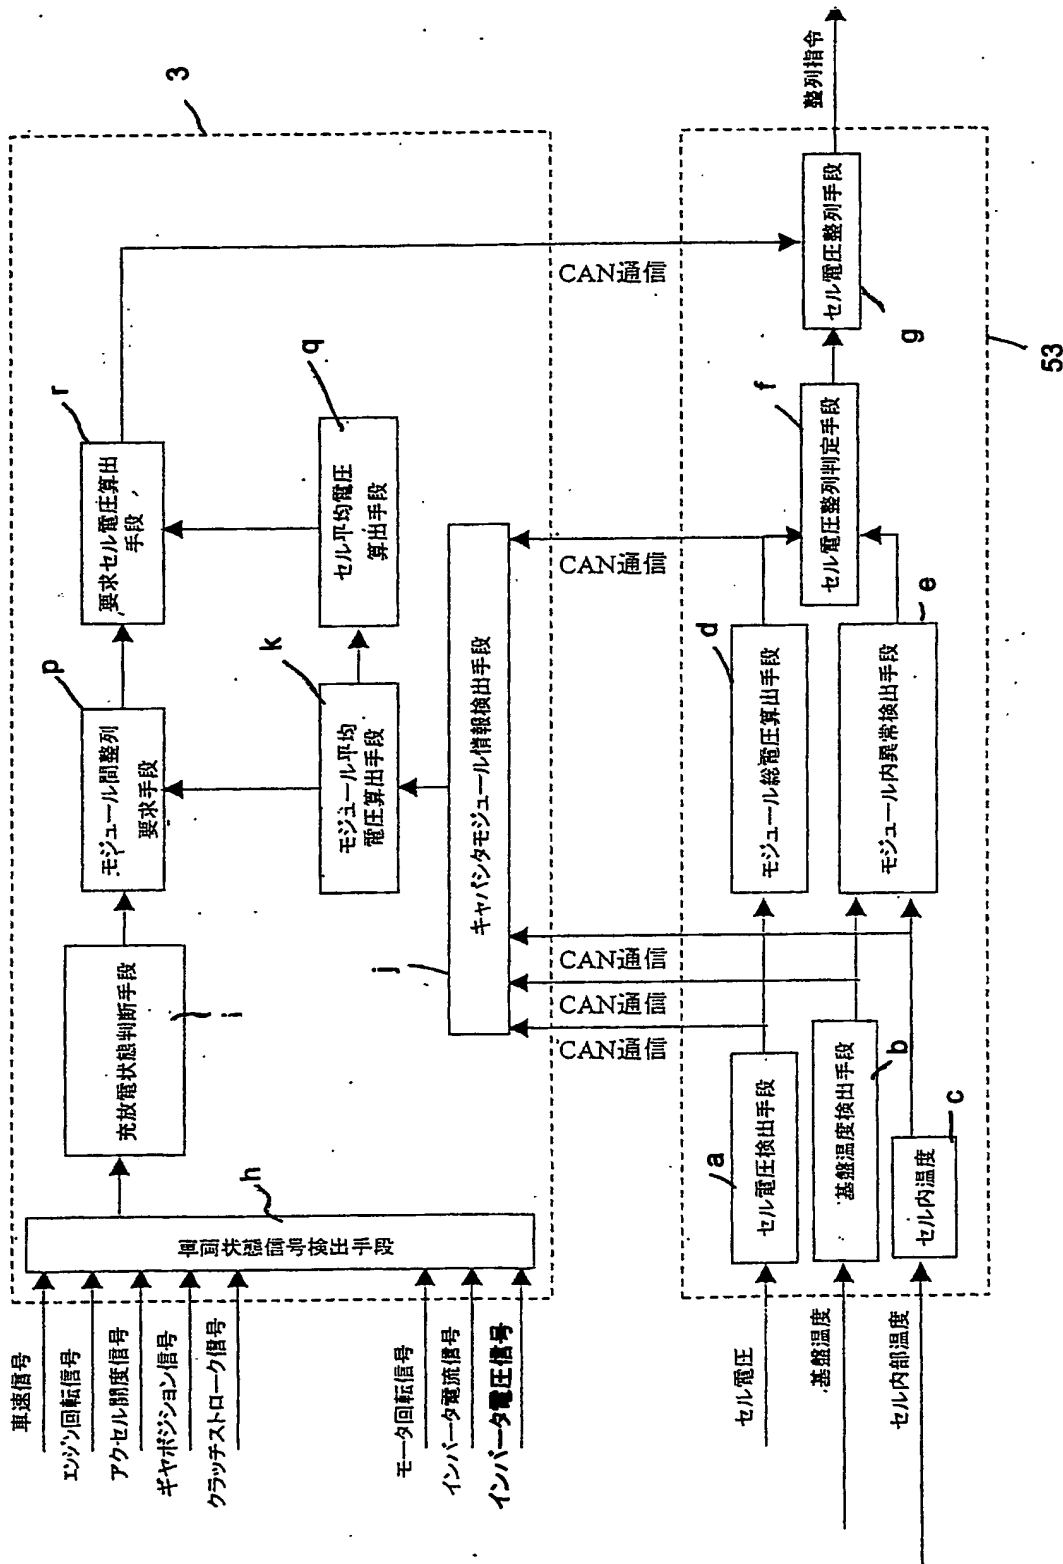 車速信号
エンジン回転信号
アクセル開度信号
ギヤポジション信号
クラッチストローク信号
モータ回転信号
インバータ電流信号
インバータ電圧信号
車両状態信号検出手段
h
充放電状態判断手段
i
モジュール間整列
要求手段
p
要求セル電圧算出
手段
r
モジュール平均
電圧算出手段
k
セル平均電圧
算出手段
q
キャパシタモジュール情報検出手段
j
3
CAN通信
CAN通信
CAN通信
CAN通信
CAN通信
セル電圧
基盤温度
セル内部温度
セル電圧検出手段
a
基盤温度検出手段
b
セル内温度
c
モジュール総電圧算出手段
d
モジュール内異常検出手段
e
セル電圧整列判定手段
f
セル電圧整列手段
g
整列指令
53